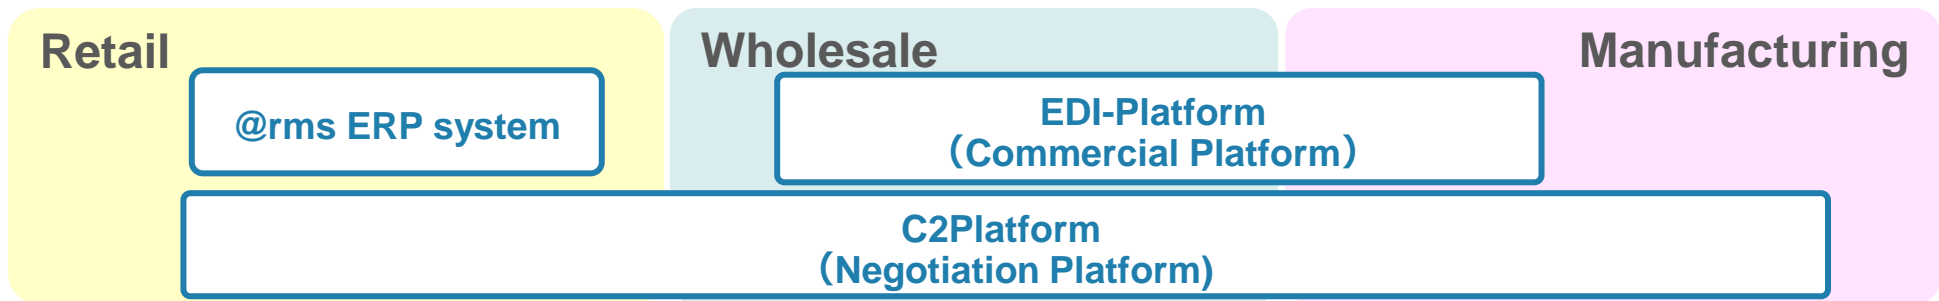 Retail
Wholesale
Manufacturing
@rms ERP system
EDI-Platform
（Commercial Platform）
C2Platform
（Negotiation Platform)